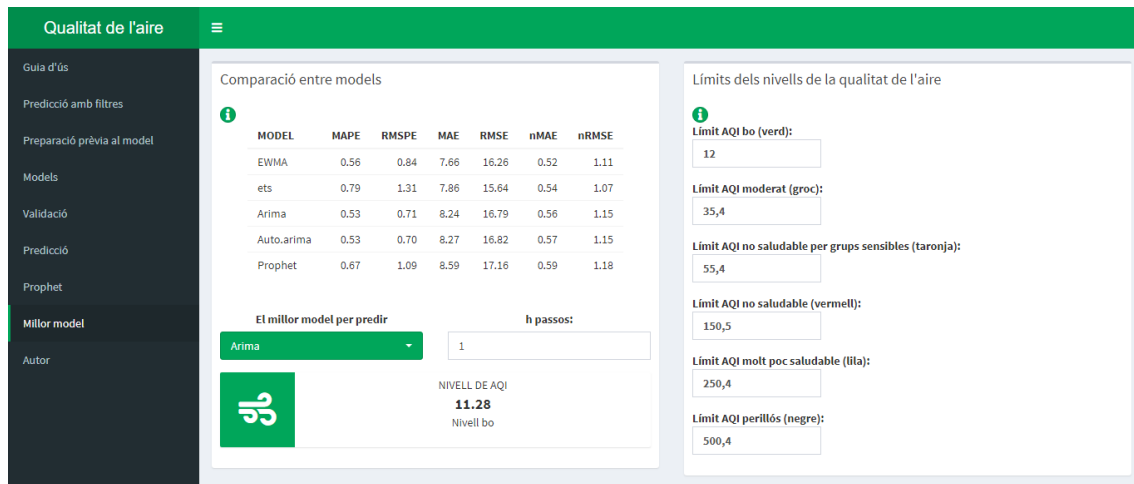 Qualitat de l'aire
Guia d'ús
Predicció amb filtres
Preparació prèvia al model
Models
Validació
Predicció
Prophet
Millor model
Autor
Comparació entre models
MODEL MAPE RMSPE MAE RMSE nMAE nRMSE
EWMA 0.56 0.84 7.66 16.26 0.52 1.11
ets 0.79 1.31 7.86 15.64 0.54 1.07
Arima 0.53 0.71 8.24 16.79 0.56 1.15
Auto.arima 0.53 0.70 8.27 16.82 0.57 1.15
Prophet 0.67 1.09 8.59 17.16 0.59 1.18
El millor model per predir h passos:
Arima 1
NIVELL DE AQI
11.28
Nivell bo
Límits dels nivells de la qualitat de l'aire
Límit AQI bo (verd):
12
Límit AQI moderat (groc):
35,4
Límit AQI no saludable per grups sensibles (taronja):
55,4
Límit AQI no saludable (vermell):
150,5
Límit AQI molt poc saludable (lila):
250,4
Límit AQI perillós (negre):
500,4